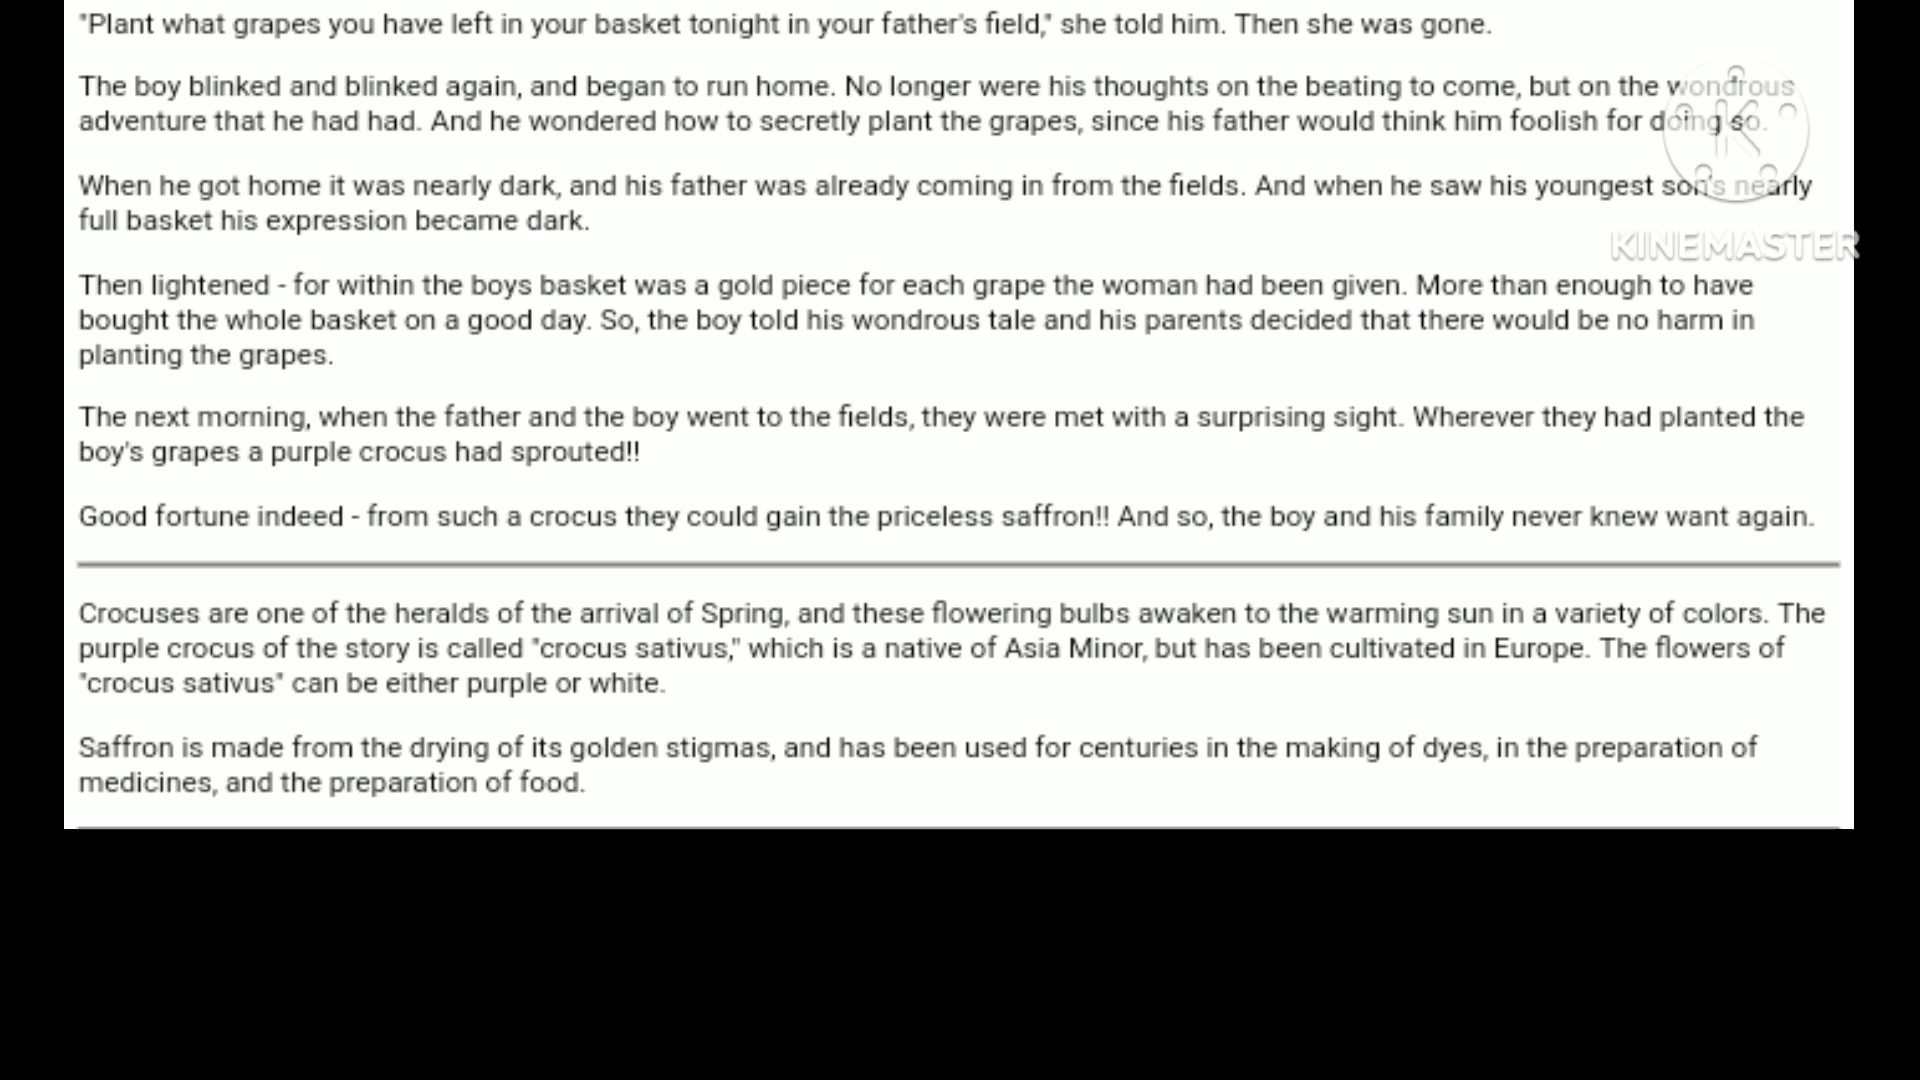 "Plant what grapes you have left in your basket tonight in your father's field," she told him. Then she was gone.
The boy blinked and blinked again, and began to run home. No longer were his thoughts on the beating to come, but on the wondrous
adventure that he had had. And he wondered how to secretly plant the grapes, since his father would think him foolish for doing so.
When he got home it was nearly dark, and his father was already coming in from the fields. And when he saw his youngest son's nearly
full basket his expression became dark.
Then lightened - for within the boys basket was a gold piece for each grape the woman had been given. More than enough to have
bought the whole basket on a good day. So, the boy told his wondrous tale and his parents decided that there would be no harm in
planting the grapes.
The next morning, when the father and the boy went to the fields, they were met with a surprising sight. Wherever they had planted the
boy's grapes a purple crocus had sprouted!!
Good fortune indeed - from such a crocus they could gain the priceless saffron!! And so, the boy and his family never knew want again.
Crocuses are one of the heralds of the arrival of Spring, and these flowering bulbs awaken to the warming sun in a variety of colors. The
purple crocus of the story is called "crocus sativus," which is a native of Asia Minor, but has been cultivated in Europe. The flowers of
"crocus sativus" can be either purple or white.
Saffron is made from the drying of its golden stigmas, and has been used for centuries in the making of dyes, in the preparation of
medicines, and the preparation of food.
K
KINEMASTER